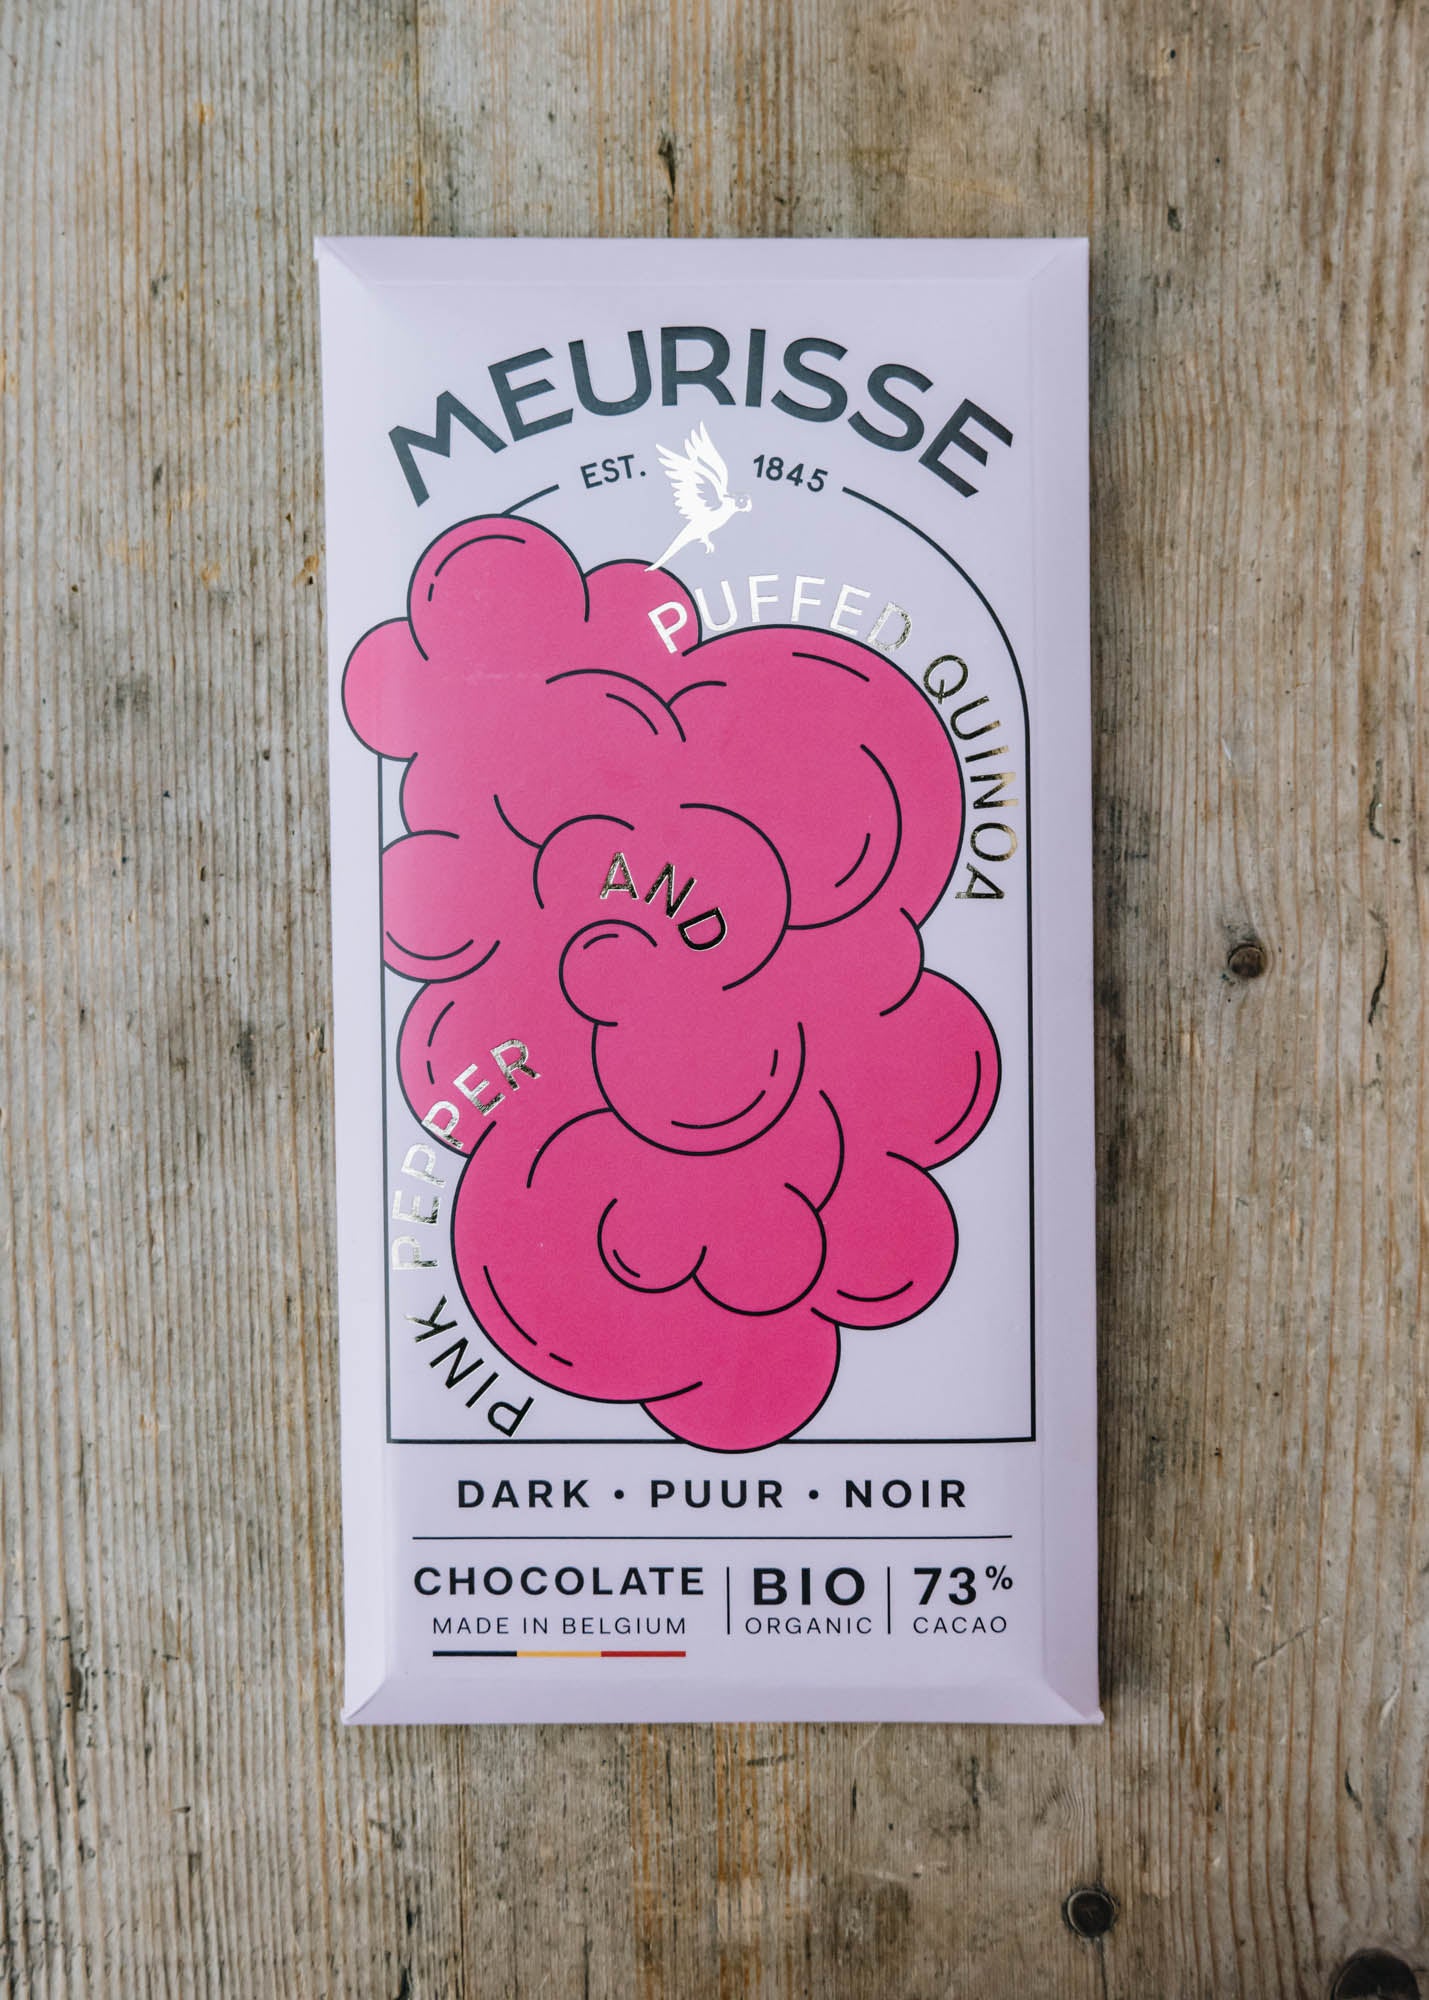 MEURISSE
EST. 1845
PUFFED QUINOA
AND
PINK PEPPER
DARK • PUUR • NOIR
CHOCOLATE
MADE IN BELGIUM
BIO
ORGANIC
73%
CACAO